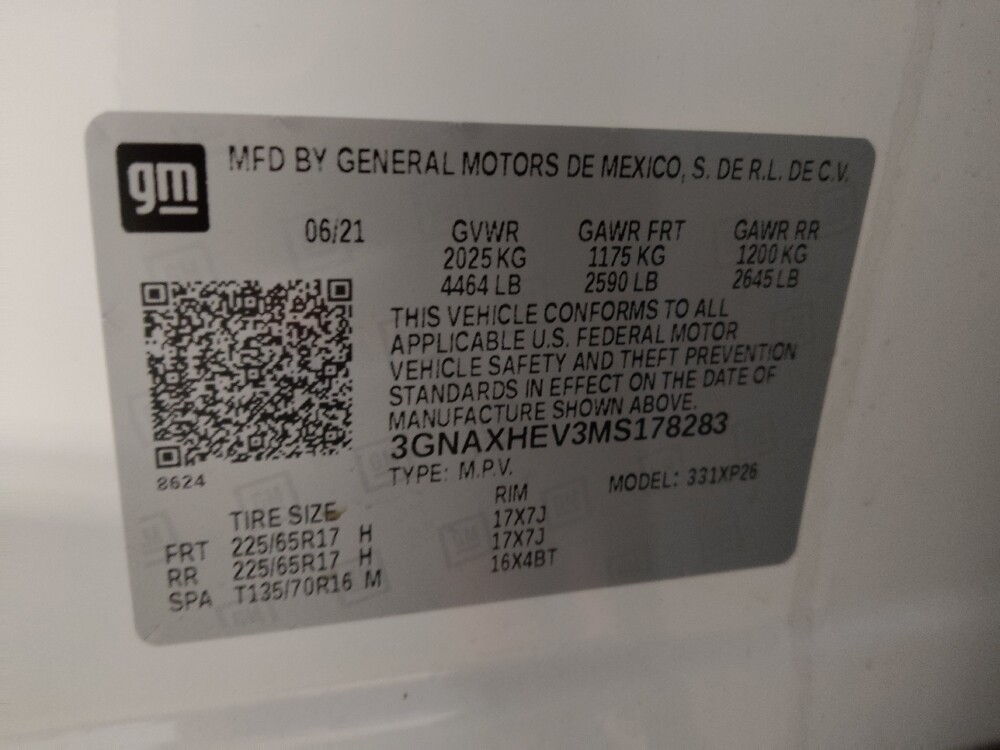 gm
MFD BY GENERAL MOTORS DE MEXICO, S. DE R.L. DE C.V.
06/21 GVWR GAWR FRT GAWR RR
2025 KG 1175 KG 1200 KG
4464 LB 2590 LB 2645 LB
THIS VEHICLE CONFORMS TO ALL
APPLICABLE U.S. FEDERAL MOTOR
VEHICLE SAFETY AND THEFT PREVENTION
STANDARDS IN EFFECT ON THE DATE OF
MANUFACTURE SHOWN ABOVE.
3GNAXHEV3MS178283
TYPE: M.P.V. MODEL: 331XP26
8624
TIRE SIZE RIM
FRT 225/65R17 H 17X7J
RR 225/65R17 H 17X7J
SPA T135/70R16 M 16X4BT